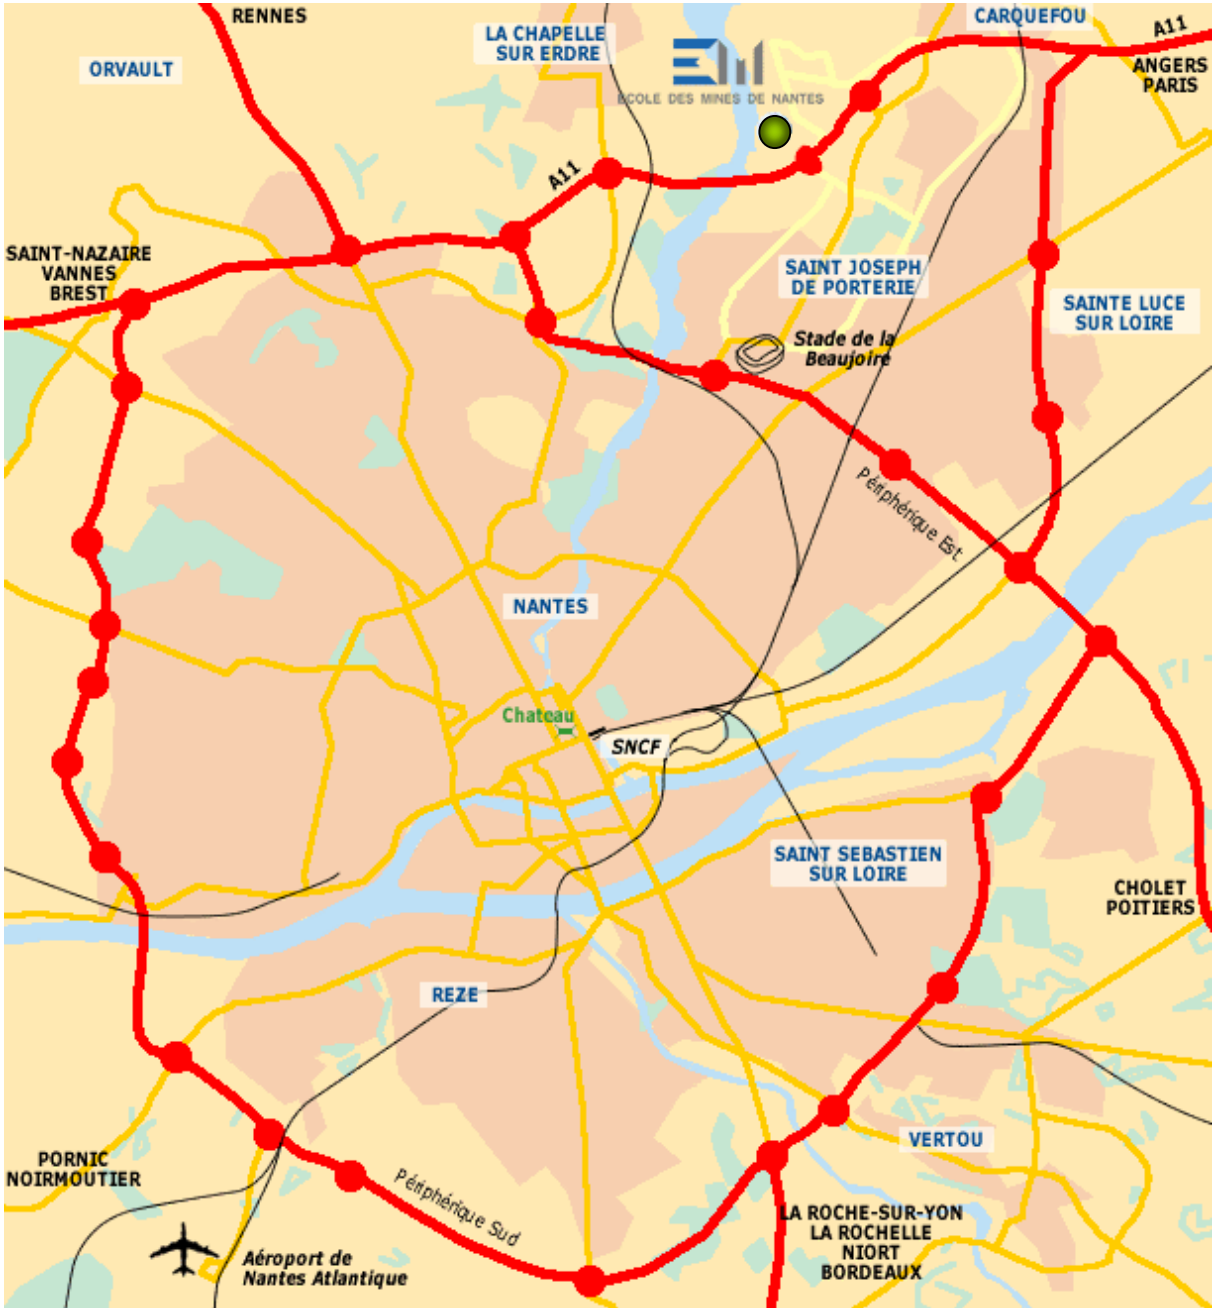 RENNES
LA CHAPELLE
SUR ERDRE
CARQUEFOU
A11
ANGERS
PARIS
ORVAULT
ECOLE DES MINES DE NANTES
A11
SAINT-NAZAIRE
VANNES
BREST
SAINT JOSEPH
DE PORTERIE
SAINTE LUCE
SUR LOIRE
Stade de la
Beaujoire
Périphérique Est
NANTES
Chateau
SNCF
SAINT SEBASTIEN
SUR LOIRE
CHOLET
POITIERS
REZE
VERTOU
PORNIC
NOIRMOUTIER
Périphérique Sud
LA ROCHE-SUR-YON
LA ROCHELLE
NIORT
BORDEAUX
Aéroport de
Nantes Atlantique